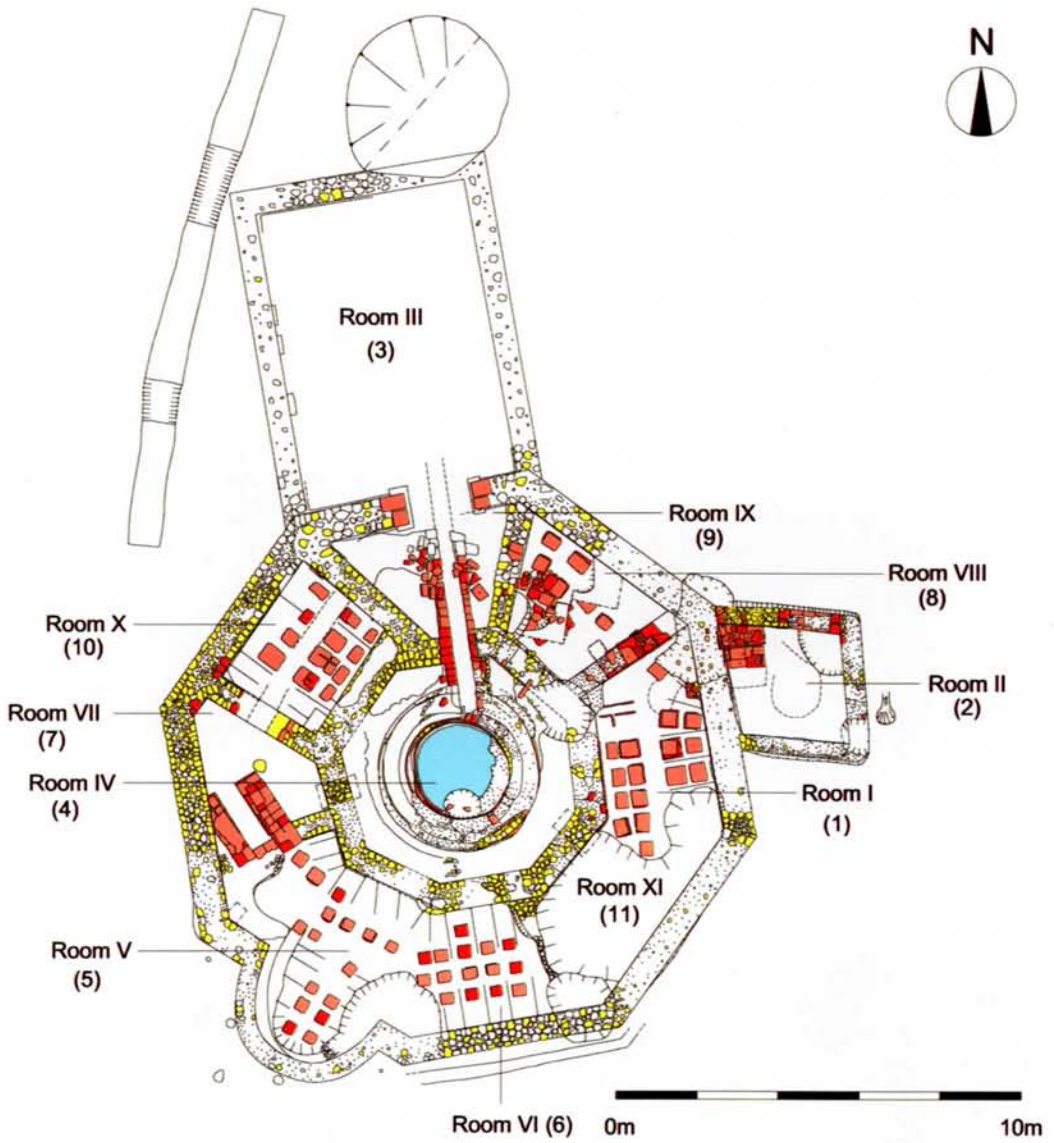 N
Room III
(3)
Room IX
(9)
Room VIII
(8)
Room X
(10)
Room II
(2)
Room VII
(7)
Room IV
(4)
Room I
(1)
Room XI
(11)
Room V
(5)
Room VI (6)
0m
10m